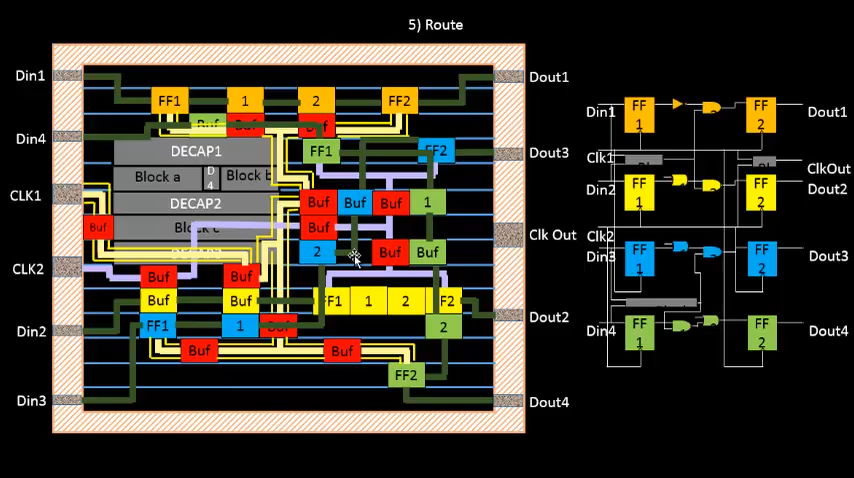 5) Route
Din1
FF1 1 2 FF2
Dout1
Din4
Buf Buf Buf
DECAP1
FF1 FF2
Dout3
Block a D4 Block b
CLK1
DECAP2
Buf Buf Buf 1
Buf
Block c
Buf
Clk Out
2 Buf Buf
CLK2
Buf Buf
Buf Buf
FF1 1 2 FF2
Din2
FF1 1 Buf
2
Dout2
Buf Buf
FF2
Din3
Dout4
Din1
FF 1
FF 2
Dout1
Clk1
ClkOut
Din2
FF 1
FF 2
Dout2
Clk2
Din3
FF 1
FF 2
Dout3
Din4
FF 1
FF 2
Dout4